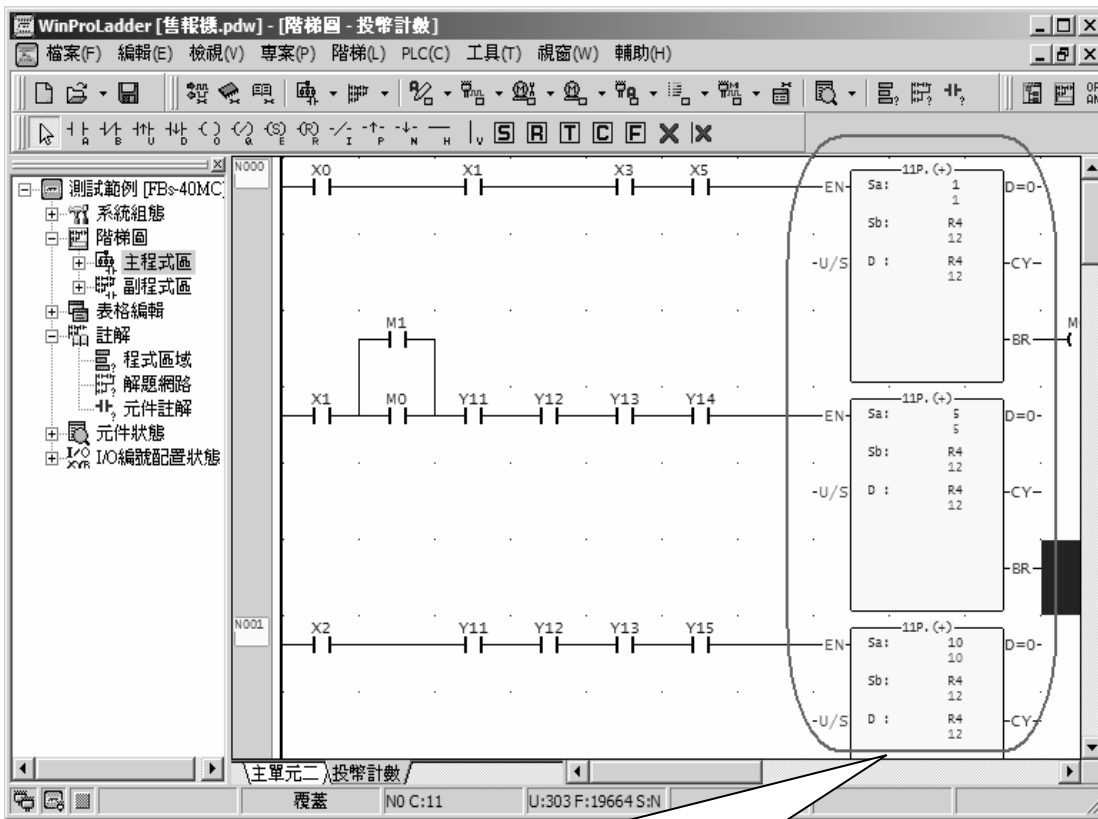 WinProLadder [售報機.pdw] - [階梯圖 - 投幣計數]
檔案(F) 編輯(E) 檢視(V) 專案(P) 階梯(L) PLC(C) 工具(T) 視窗(W) 輔助(H)
A B U D O Q E R I P N H V S R T C F
測試範例 [FBs-40MC]
系統組態
階梯圖
主程式區
副程式區
表格編輯
註解
程式區域
解題網路
元件註解
元件狀態
I/O編號配置狀態
N000
X0 X1 X3 X5
EN 11P.(+) D=0
Sa: 1
1
Sb: R4
12
U/S D : R4 CY
12
BR
M1
X1 M0 Y11 Y12 Y13 Y14
EN 11P.(+) D=0
Sa: 5
5
Sb: R4
12
U/S D : R4 CY
12
BR
N001
X2 Y11 Y12 Y13 Y15
EN 11P.(+) D=0
Sa: 10
10
Sb: R4
12
U/S D : R4 CY
12
主單元二 投幣計數
覆蓋 N0 C:11 U:303 F:19664 S:N